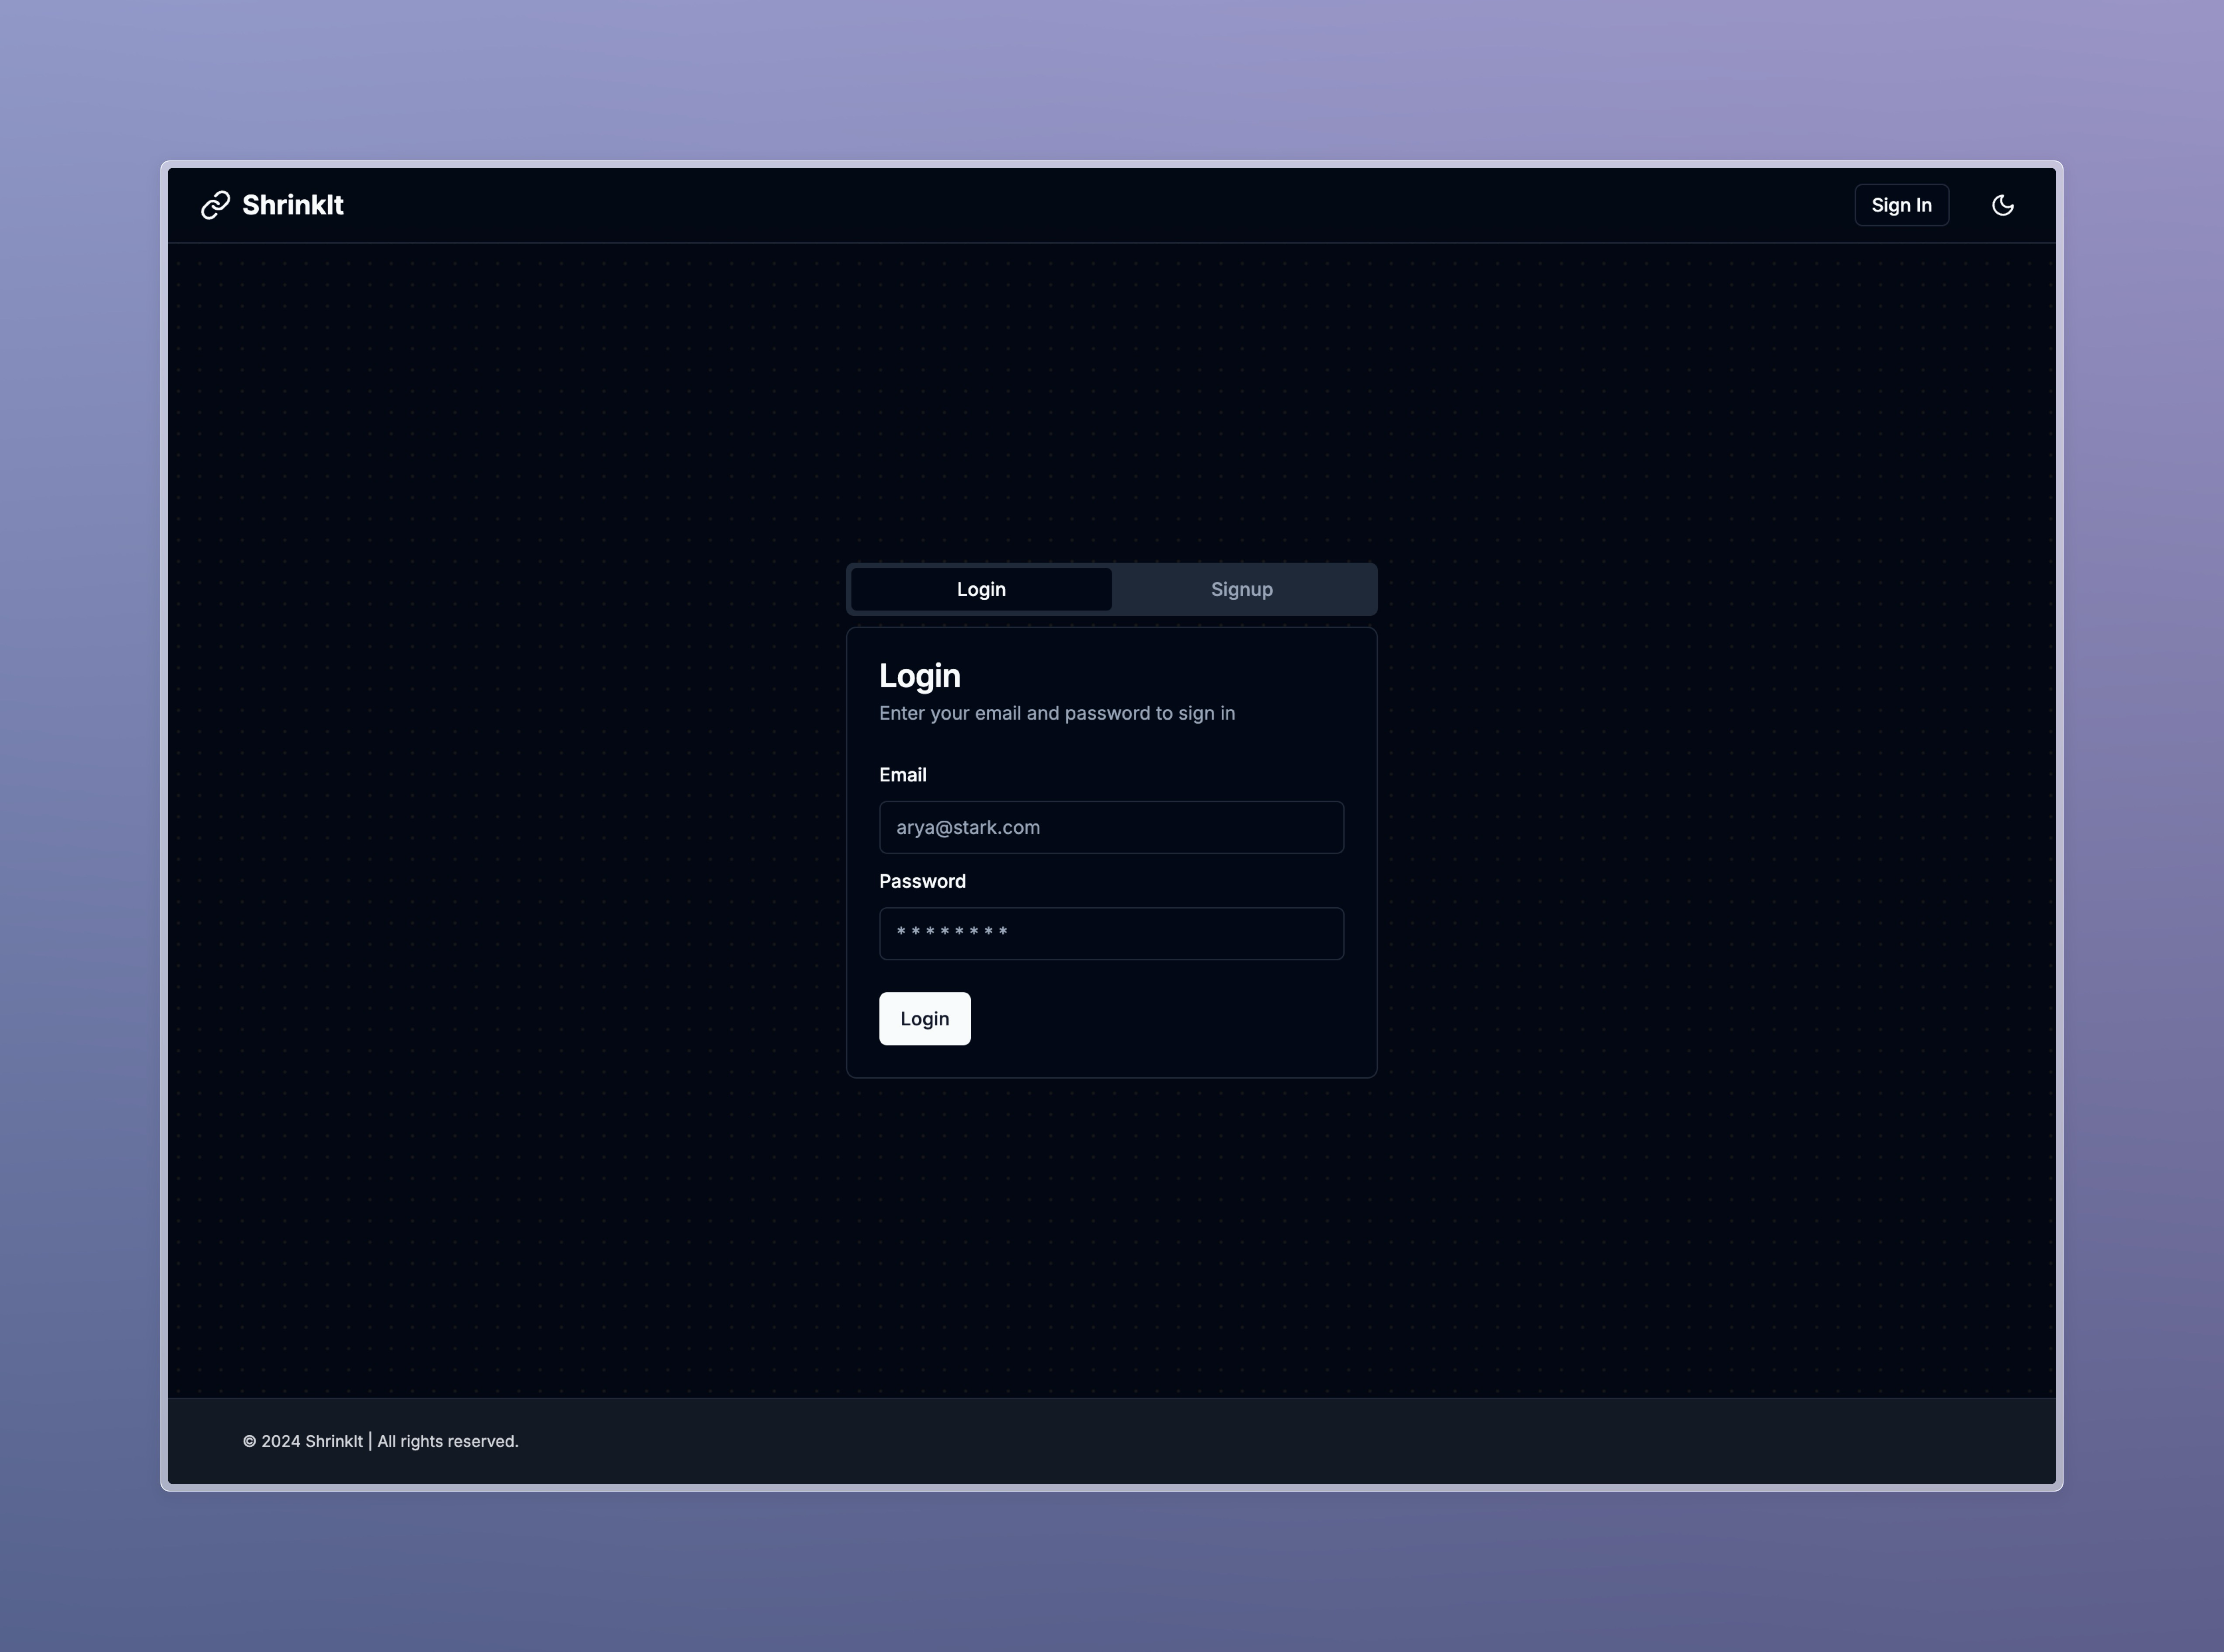 ShrinkIt
Sign In
Login
Signup
Login
Enter your email and password to sign in
Email
arya@stark.com
Password
* * * * * * * *
Login
© 2024 ShrinkIt | All rights reserved.